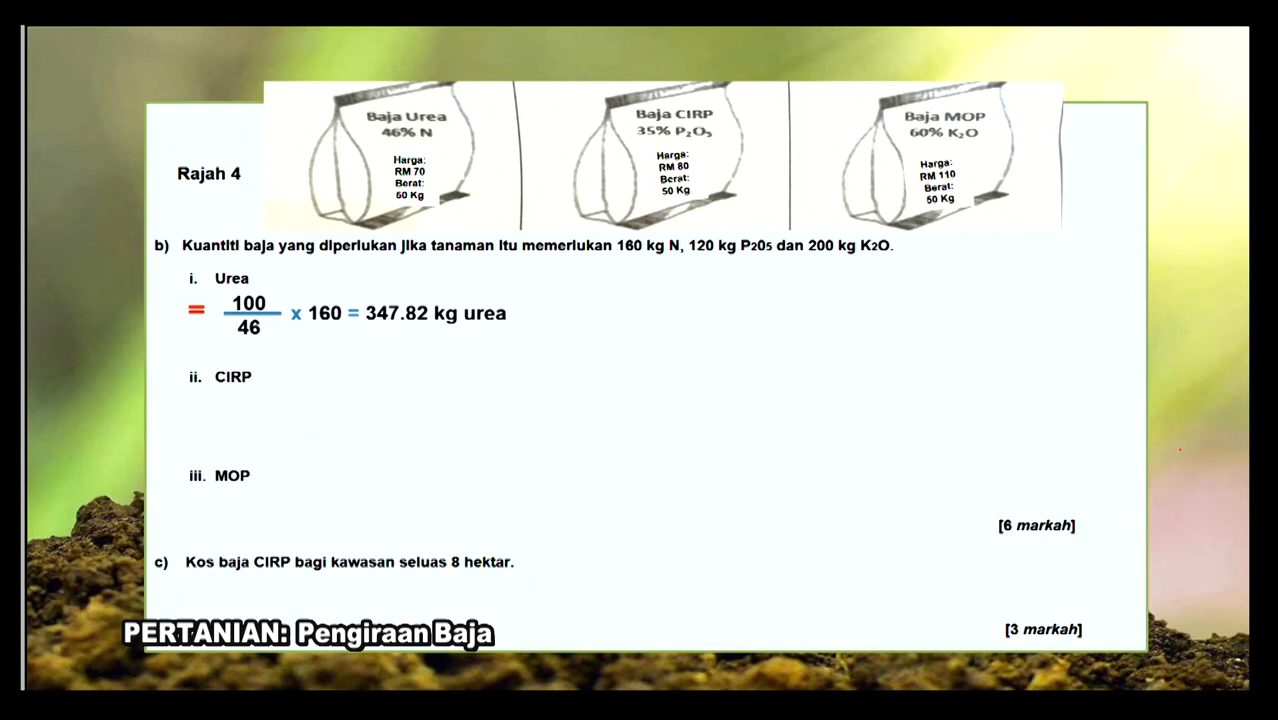 Baja Urea
46% N
Harga:
RM 70
Berat:
50 Kg
Baja CIRP
35% P₂O₅
Harga:
RM 80
Berat:
50 Kg
Baja MOP
60% K₂O
Harga:
RM 110
Berat:
50 Kg
Rajah 4
b) Kuantiti baja yang diperlukan jika tanaman itu memerlukan 160 kg N, 120 kg P205 dan 200 kg K2O.
i. Urea
= 100/46 x 160 = 347.82 kg urea
ii. CIRP
iii. MOP
[6 markah]
c) Kos baja CIRP bagi kawasan seluas 8 hektar.
PERTANIAN: Pengiraan Baja
[3 markah]